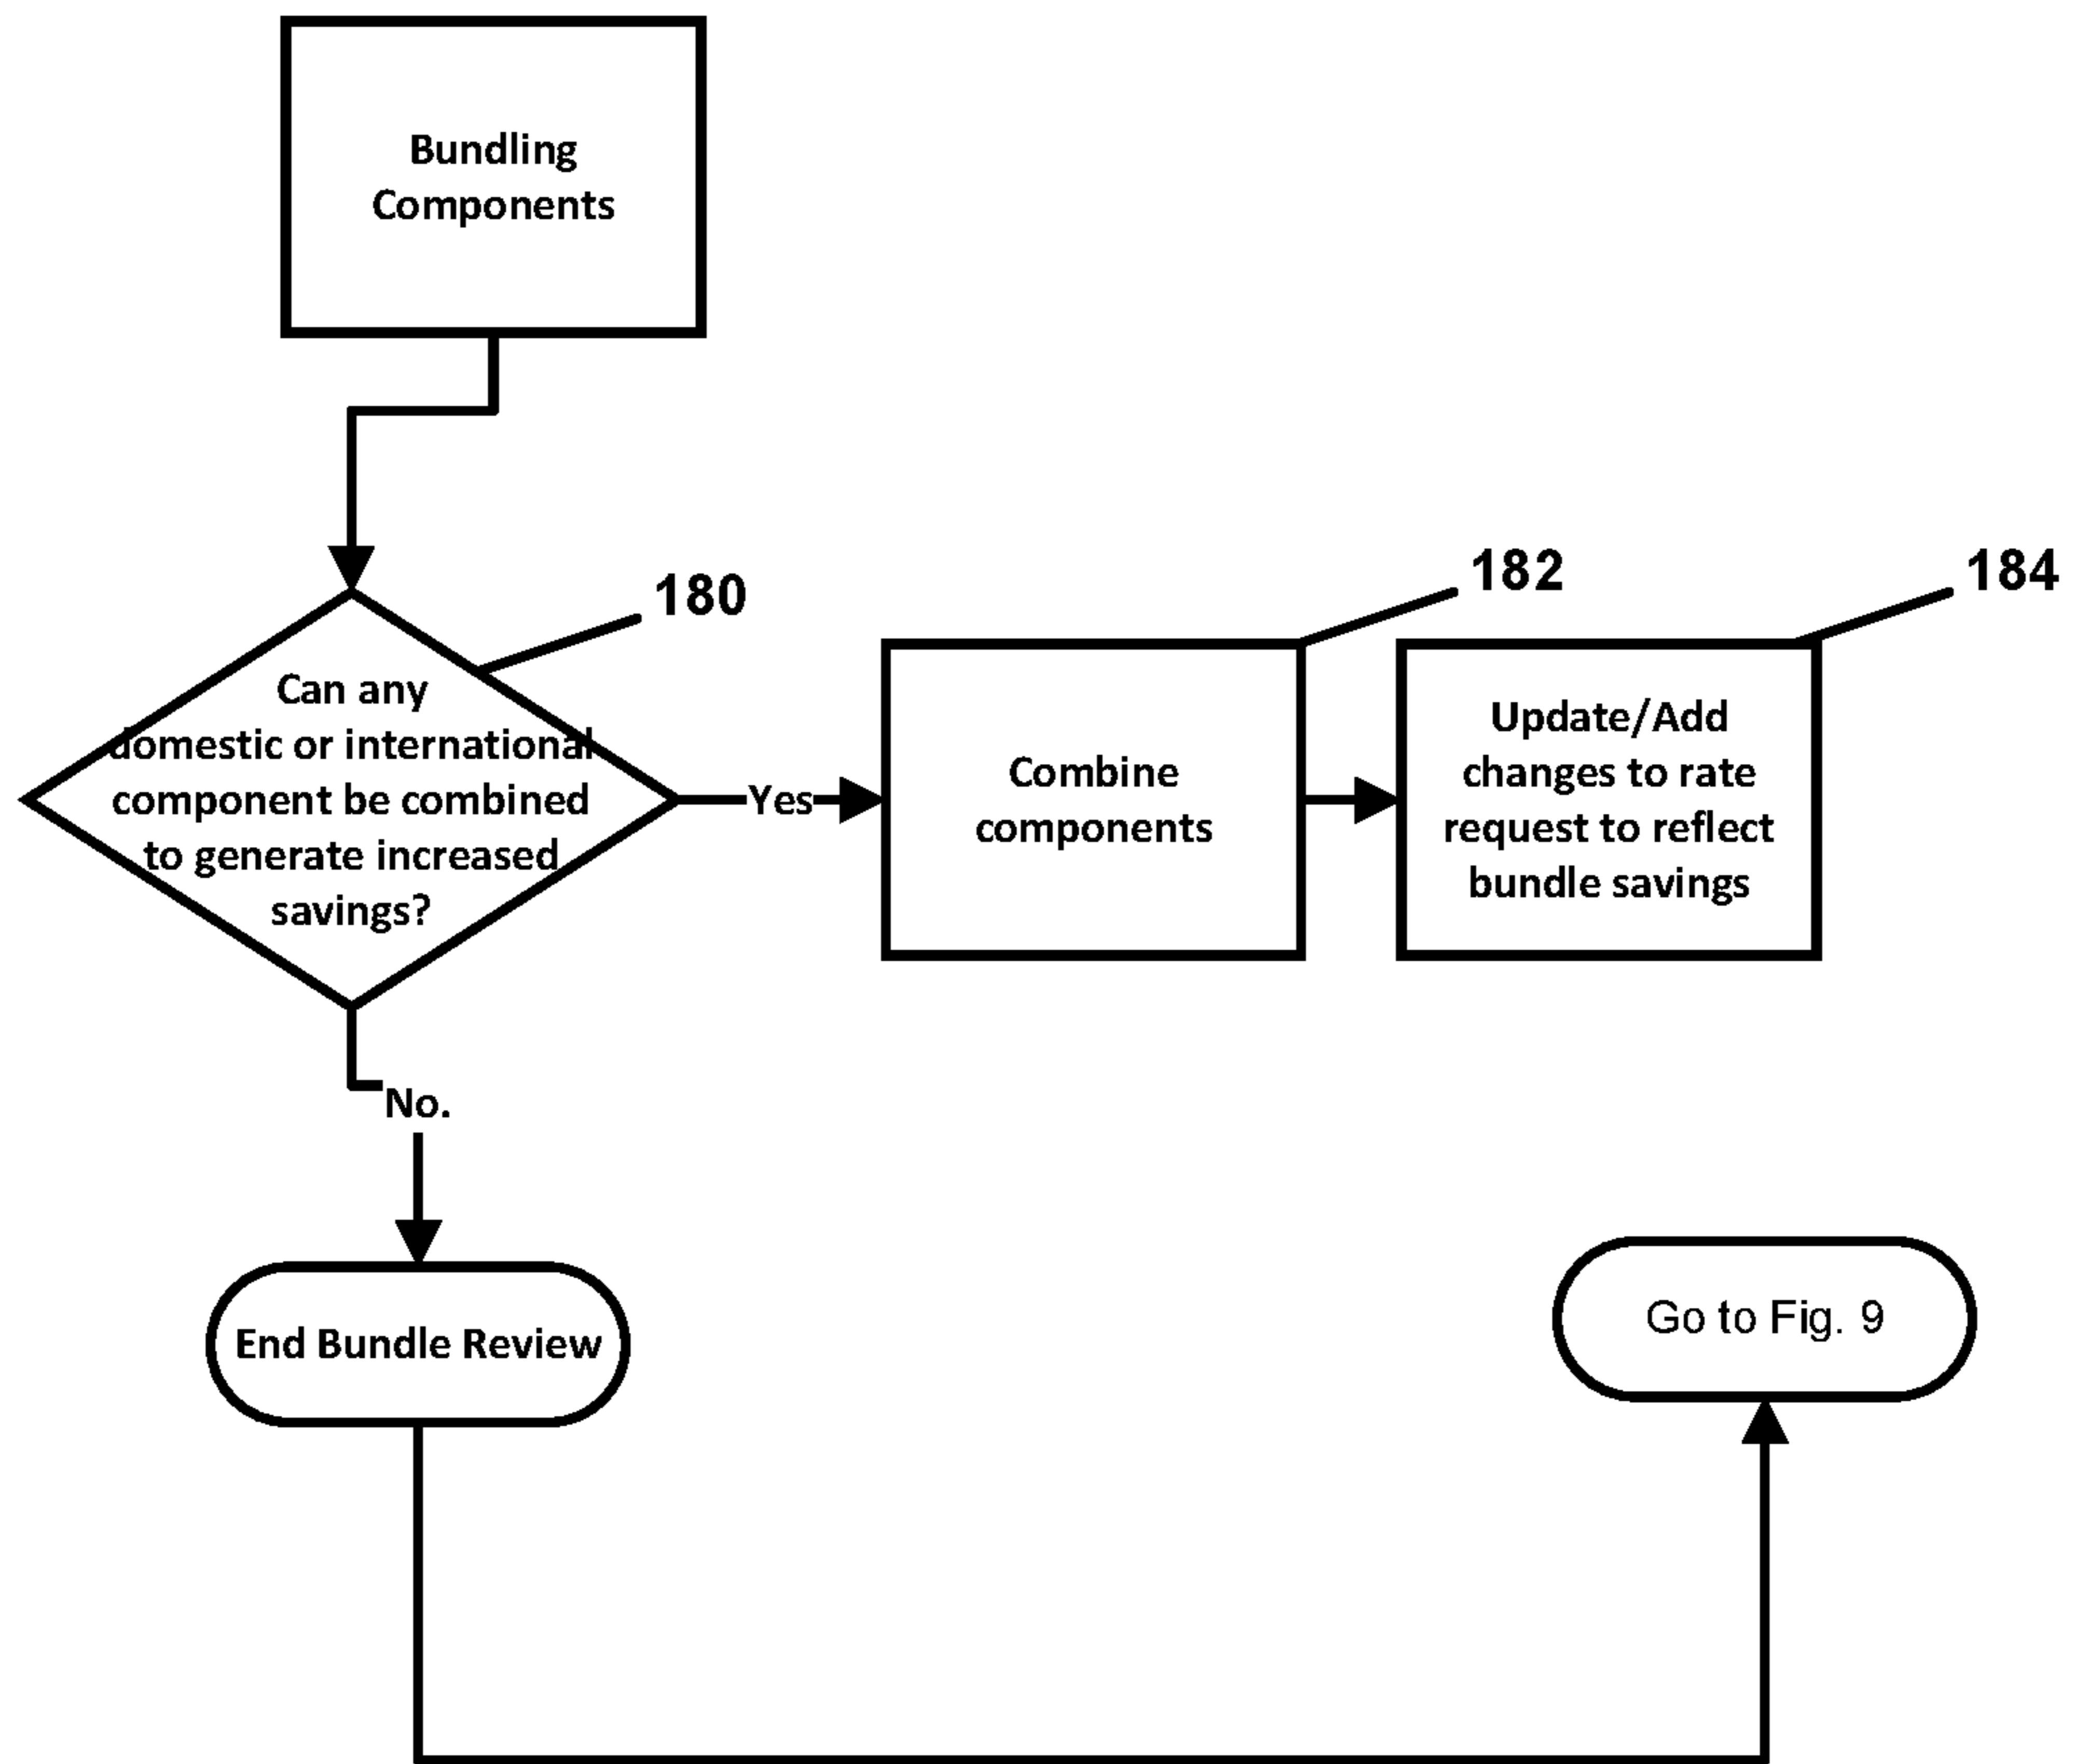 Bundling
Components
180
182
184
Can any
domestic or international
component be combined
to generate increased
savings?
Yes
Combine
components
Update/Add
changes to rate
request to reflect
bundle savings
No.
End Bundle Review
Go to Fig. 9